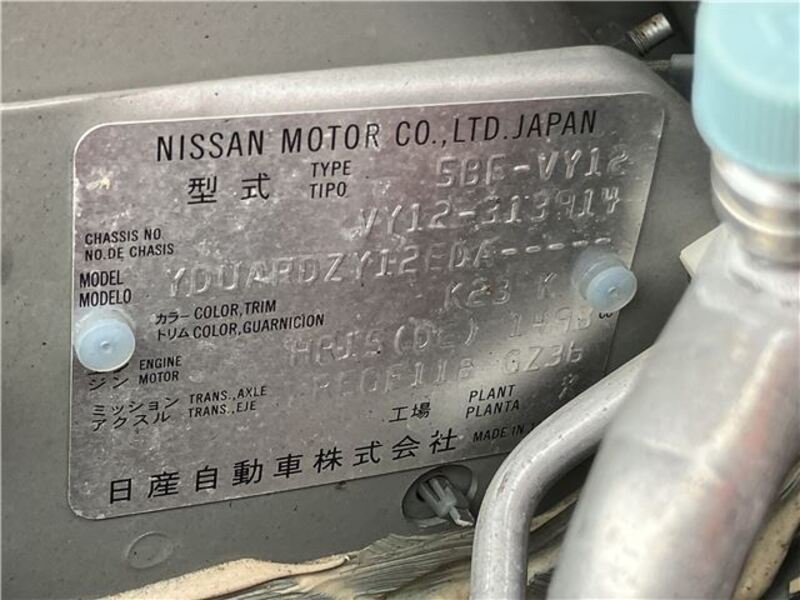 NISSAN MOTOR CO.,LTD.JAPAN
型式 TYPE TIPO 5BF-VY12
CHASSIS NO. NO.DE CHASIS VY12-313914
MODEL MODELO
カラー COLOR,TRIM K23 K
トリム COLOR,GUARNICION
ENGINE MOTOR HR15(DE) 1498 cc
ミッション TRANS.,AXLE GZ36
アクスル TRANS.,EJE
工場 PLANT PLANTA
日産自動車株式会社 MADE IN